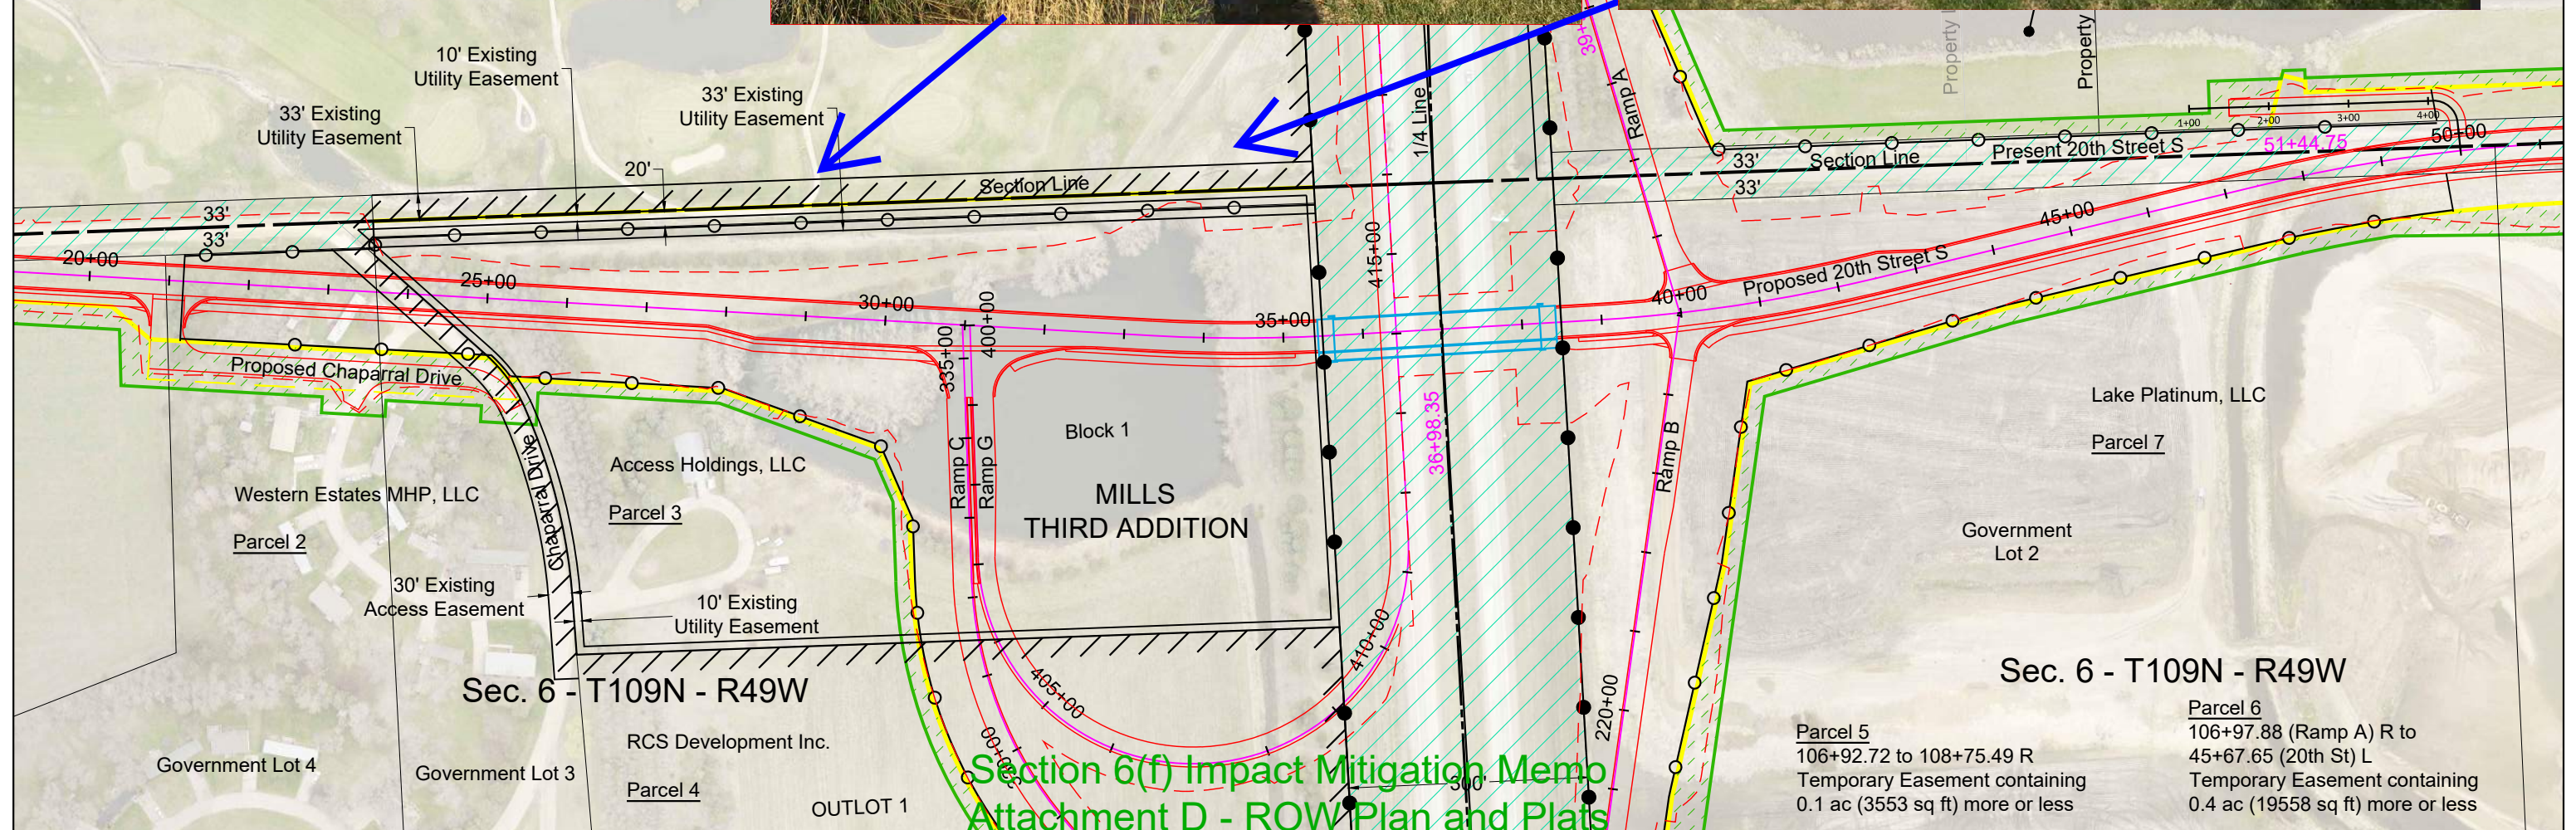 10' Existing
Utility Easement
33' Existing
Utility Easement
33' Existing
Utility Easement
20'
Section Line
33'
33'
20+00
25+00
30+00
35+00
40+00
45+00
50+00
51+44.75
39+
Ramp A
1/4 Line
415+00
Property
Property
33'
Section Line
Present 20th Street S
33'
1+00
2+00
3+00
4+00
Proposed 20th Street S
Proposed Chaparral Drive
Chaparral Drive
335+00
400+00
Ramp C
Ramp G
Block 1
MILLS
THIRD ADDITION
36+98.35
Ramp B
Lake Platinum, LLC
Parcel 7
Access Holdings, LLC
Parcel 3
Western Estates MHP, LLC
Parcel 2
Government
Lot 2
30' Existing
Access Easement
10' Existing
Utility Easement
405+00
410+00
220+00
Sec. 6 - T109N - R49W
Sec. 6 - T109N - R49W
RCS Development Inc.
Parcel 4
Government Lot 4
Government Lot 3
OUTLOT 1
300'
Section 6(f) Impact Mitigation Memo
Attachment D - ROW Plan and Plats
Parcel 5
106+92.72 to 108+75.49 R
Temporary Easement containing
0.1 ac (3553 sq ft) more or less
Parcel 6
106+97.88 (Ramp A) R to
45+67.65 (20th St) L
Temporary Easement containing
0.4 ac (19558 sq ft) more or less